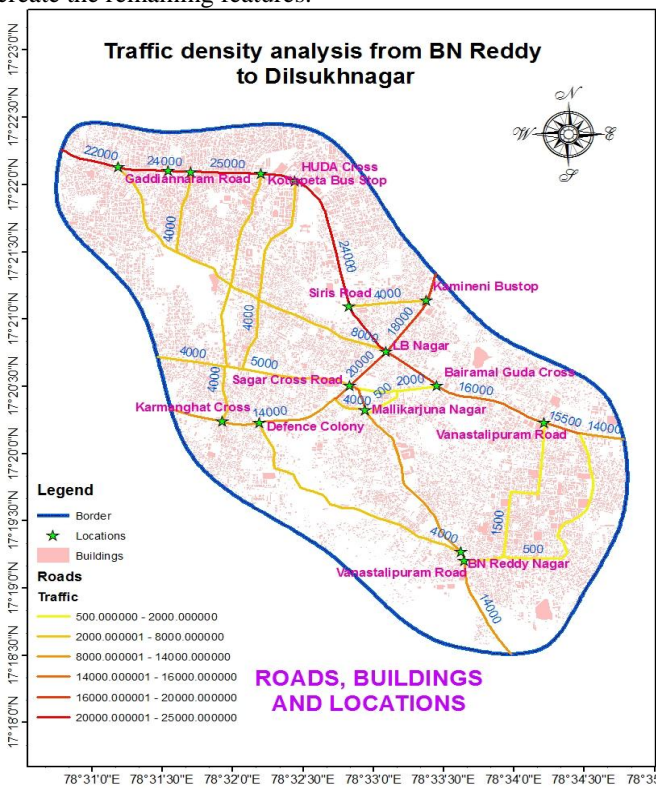 create the remaining features.
Traffic density analysis from BN Reddy
to Dilsukhnagar
N
W
E
S
17°23'0"N
17°22'30"N
17°22'0"N
17°21'30"N
17°21'0"N
17°20'30"N
17°20'0"N
17°19'30"N
17°19'0"N
17°18'30"N
17°18'0"N
22000
24000
25000
HUDA Cross
Gaddiannaram Road
Kothpeta Bus Stop
4000
24000
Kamineni Bustop
Siris Road
4000
18000
4000
8000
LB Nagar
4000
5000
20000
Bairamal Guda Cross
Sagar Cross Road
500
2000
16000
4000
4000
Karmanghat Cross
14000
Mallikarjuna Nagar
Defence Colony
15500
14000
Vanastalipuram Road
1500
4000
500
BN Reddy Nagar
Vanastalipuram Road
14000
Legend
Border
Locations
Buildings
Roads
Traffic
500.000000 - 2000.000000
2000.000001 - 8000.000000
8000.000001 - 14000.000000
14000.000001 - 16000.000000
16000.000001 - 20000.000000
20000.000001 - 25000.000000
ROADS, BUILDINGS
AND LOCATIONS
78°31'0"E
78°31'30"E
78°32'0"E
78°32'30"E
78°33'0"E
78°33'30"E
78°34'0"E
78°34'30"E